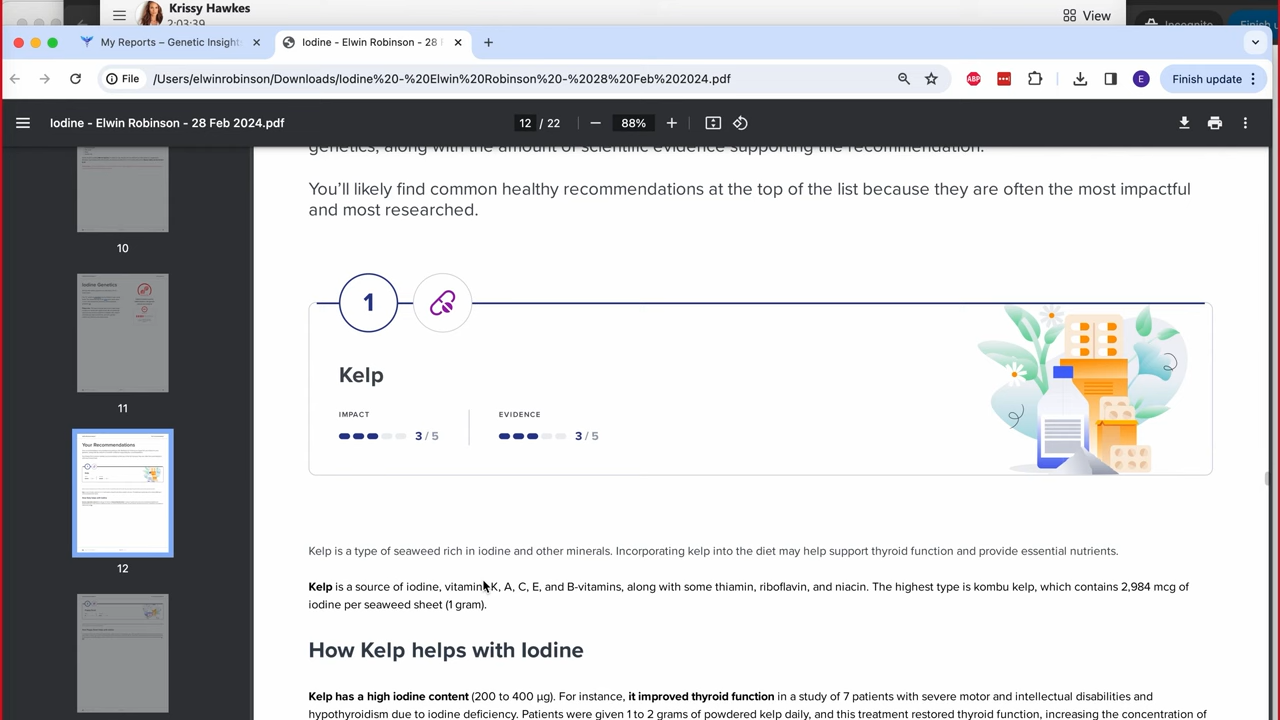 Krissy Hawkes
2:03:39
View
Incognito
Finish u
My Reports – Genetic Insights
Iodine - Elwin Robinson - 28
File
/Users/elwinrobinson/Downloads/Iodine%20-%20Elwin%20Robinson%20-%2028%20Feb%202024.pdf
ABP
E
Finish update
Iodine - Elwin Robinson - 28 Feb 2024.pdf
12 / 22
88%
genetics, along with the amount of scientific evidence supporting the recommendation.
You'll likely find common healthy recommendations at the top of the list because they are often the most impactful
and most researched.
10
Iodine Genetics
11
Your Recommendations
12
1
Kelp
IMPACT
EVIDENCE
3 / 5
3 / 5
Kelp is a type of seaweed rich in iodine and other minerals. Incorporating kelp into the diet may help support thyroid function and provide essential nutrients.
Kelp is a source of iodine, vitamin K, A, C, E, and B-vitamins, along with some thiamin, riboflavin, and niacin. The highest type is kombu kelp, which contains 2,984 mcg of
iodine per seaweed sheet (1 gram).
How Kelp helps with Iodine
Kelp has a high iodine content (200 to 400 µg). For instance, it improved thyroid function in a study of 7 patients with severe motor and intellectual disabilities and
hypothyroidism due to iodine deficiency. Patients were given 1 to 2 grams of powdered kelp daily, and this treatment restored thyroid function, increasing the concentration of